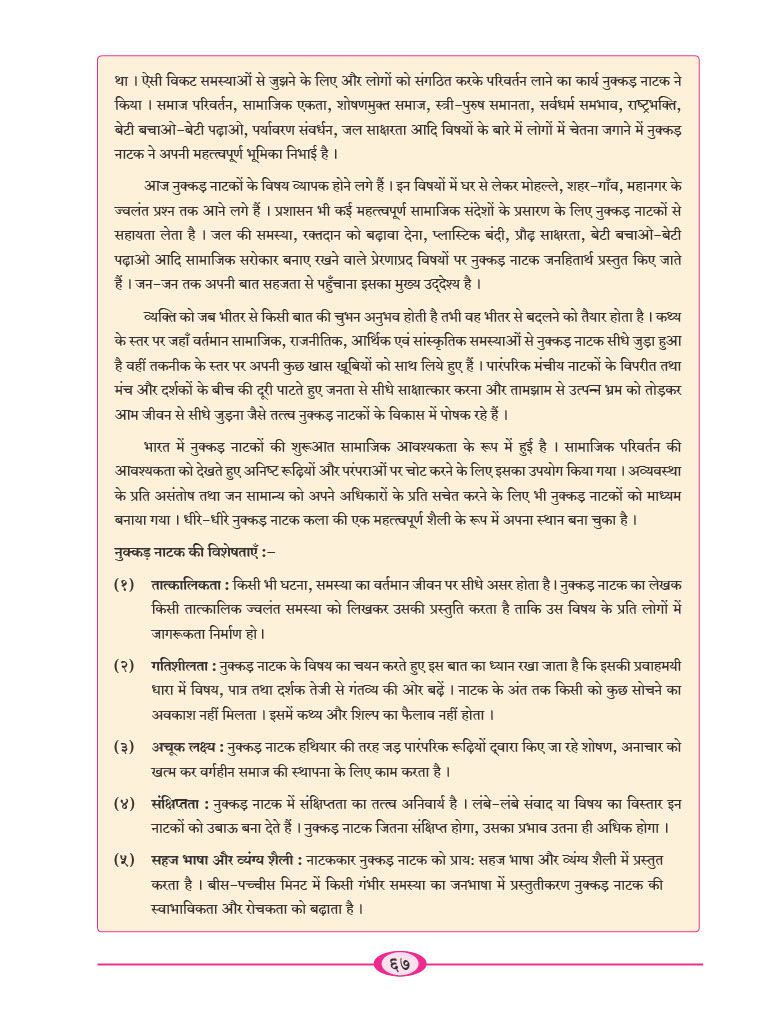 था । ऐसी विकट समस्याओं से जुझने के लिए और लोगों को संगठित करके परिवर्तन लाने का कार्य नुक्कड़ नाटक ने
किया । समाज परिवर्तन, सामाजिक एकता, शोषणमुक्त समाज, स्त्री-पुरुष समानता, सर्वधर्म समभाव, राष्ट्रभक्ति,
बेटी बचाओ-बेटी पढ़ाओ, पर्यावरण संवर्धन, जल साक्षरता आदि विषयों के बारे में लोगों में चेतना जगाने में नुक्कड़
नाटक ने अपनी महत्त्वपूर्ण भूमिका निभाई है ।
आज नुक्कड़ नाटकों के विषय व्यापक होने लगे हैं । इन विषयों में घर से लेकर मोहल्ले, शहर-गाँव, महानगर के
ज्वलंत प्रश्न तक आने लगे हैं । प्रशासन भी कई महत्त्वपूर्ण सामाजिक संदेशों के प्रसारण के लिए नुक्कड़ नाटकों से
सहायता लेता है । जल की समस्या, रक्तदान को बढ़ावा देना, प्लास्टिक बंदी, प्रौढ़ साक्षरता, बेटी बचाओ-बेटी
पढ़ाओ आदि सामाजिक सरोकार बनाए रखने वाले प्रेरणाप्रद विषयों पर नुक्कड़ नाटक जनहितार्थ प्रस्तुत किए जाते
हैं । जन-जन तक अपनी बात सहजता से पहुँचाना इसका मुख्य उद्देश्य है ।
व्यक्ति को जब भीतर से किसी बात की चुभन अनुभव होती है तभी वह भीतर से बदलने को तैयार होता है । कथ्य
के स्तर पर जहाँ वर्तमान सामाजिक, राजनीतिक, आर्थिक एवं सांस्कृतिक समस्याओं से नुक्कड़ नाटक सीधे जुड़ा हुआ
है वहीं तकनीक के स्तर पर अपनी कुछ खास खूबियों को साथ लिये हुए हैं । पारंपरिक मंचीय नाटकों के विपरीत तथा
मंच और दर्शकों के बीच की दूरी पाटते हुए जनता से सीधे साक्षात्कार करना और तामझाम से उत्पन्न भ्रम को तोड़कर
आम जीवन से सीधे जुड़ना जैसे तत्त्व नुक्कड़ नाटकों के विकास में पोषक रहे हैं ।
भारत में नुक्कड़ नाटकों की शुरूआत सामाजिक आवश्यकता के रूप में हुई है । सामाजिक परिवर्तन की
आवश्यकता को देखते हुए अनिष्ट रूढ़ियों और परंपराओं पर चोट करने के लिए इसका उपयोग किया गया । अव्यवस्था
के प्रति असंतोष तथा जन सामान्य को अपने अधिकारों के प्रति सचेत करने के लिए भी नुक्कड़ नाटकों को माध्यम
बनाया गया । धीरे-धीरे नुक्कड़ नाटक कला की एक महत्त्वपूर्ण शैली के रूप में अपना स्थान बना चुका है ।
नुक्कड़ नाटक की विशेषताएँ :-
(१) तात्कालिकता : किसी भी घटना, समस्या का वर्तमान जीवन पर सीधे असर होता है। नुक्कड़ नाटक का लेखक
किसी तात्कालिक ज्वलंत समस्या को लिखकर उसकी प्रस्तुति करता है ताकि उस विषय के प्रति लोगों में
जागरूकता निर्माण हो ।
(२) गतिशीलता : नुक्कड़ नाटक के विषय का चयन करते हुए इस बात का ध्यान रखा जाता है कि इसकी प्रवाहमयी
धारा में विषय, पात्र तथा दर्शक तेजी से गंतव्य की ओर बढ़ें । नाटक के अंत तक किसी को कुछ सोचने का
अवकाश नहीं मिलता । इसमें कथ्य और शिल्प का फैलाव नहीं होता ।
(३) अचूक लक्ष्य : नुक्कड़ नाटक हथियार की तरह जड़ पारंपरिक रूढ़ियों द्वारा किए जा रहे शोषण, अनाचार को
खत्म कर वर्गहीन समाज की स्थापना के लिए काम करता है ।
(४) संक्षिप्तता : नुक्कड़ नाटक में संक्षिप्तता का तत्त्व अनिवार्य है । लंबे-लंबे संवाद या विषय का विस्तार इन
नाटकों को उबाऊ बना देते हैं । नुक्कड़ नाटक जितना संक्षिप्त होगा, उसका प्रभाव उतना ही अधिक होगा ।
(५) सहज भाषा और व्यंग्य शैली : नाटककार नुक्कड़ नाटक को प्राय: सहज भाषा और व्यंग्य शैली में प्रस्तुत
करता है । बीस-पच्चीस मिनट में किसी गंभीर समस्या का जनभाषा में प्रस्तुतीकरण नुक्कड़ नाटक की
स्वाभाविकता और रोचकता को बढ़ाता है ।
६७